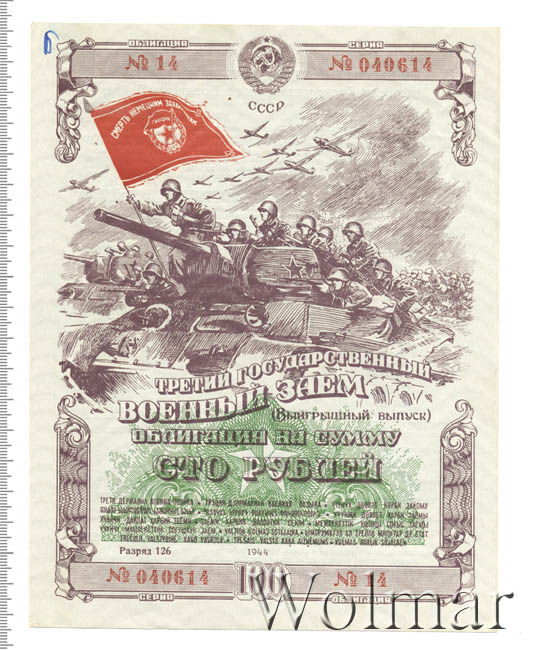 б
ОБЛИГАЦИЯ СЕРИЯ
№ 14 № 040614
СССР
СМЕРТЬ НЕМЕЦКИМ ЗАХВАТЧИКАМ
ГВАРДИЯ
ТРЕТИЙ ГОСУДАРСТВЕННЫЙ
ВОЕННЫЙ ЗАЕМ
(Выигрышный выпуск)
ОБЛИГАЦИЯ НА СУММУ
СТО РУБЛЕЙ
Разряд 126 1944
№ 040614 100 № 14
СЕРИЯ ОБЛИГАЦИЯ
Wolmar